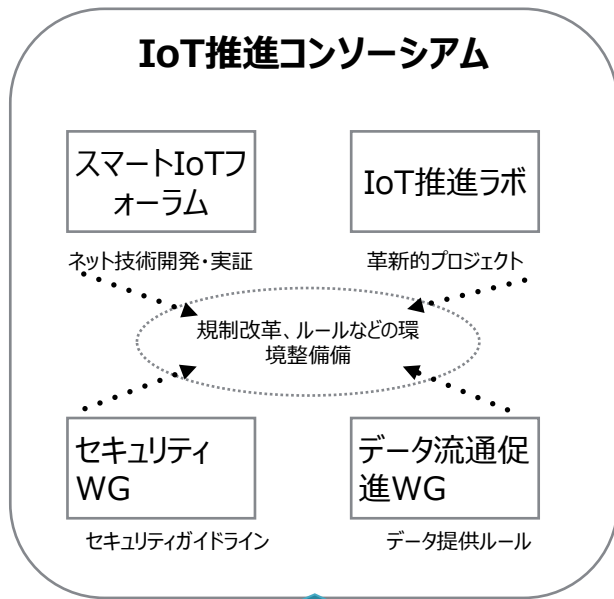 IoT推進コンソーシアム
スマートIoTフ
ォーラム
IoT推進ラボ
ネット技術開発・実証
革新的プロジェクト
規制改革、ルールなどの環
境整備備
セキュリティ
WG
データ流通促
進WG
セキュリティガイドライン
データ提供ルール